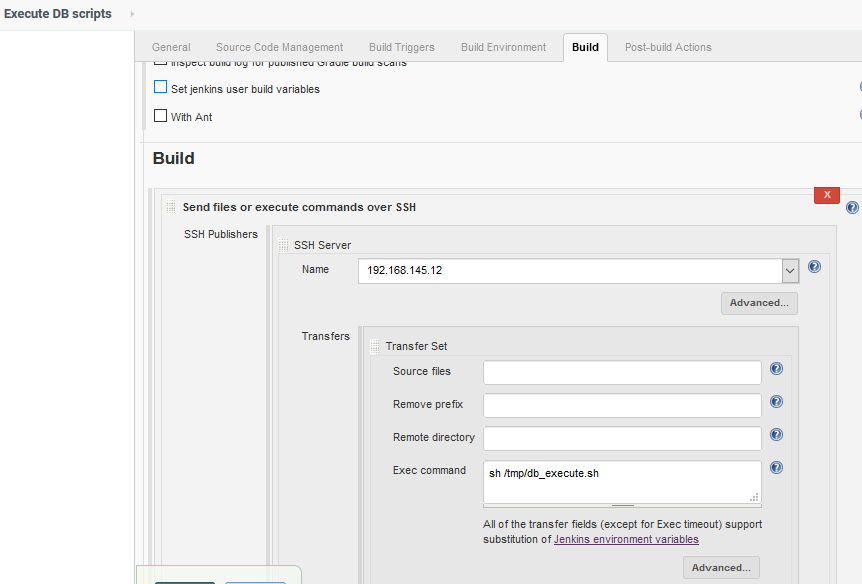 Execute DB scripts
General Source Code Management Build Triggers Build Environment Build Post-build Actions
Inspect build log for published Gradle build scans
Set jenkins user build variables
With Ant
Build
X
Send files or execute commands over SSH
SSH Publishers
SSH Server
Name 192.168.145.12
Advanced...
Transfers
Transfer Set
Source files
Remove prefix
Remote directory
Exec command sh /tmp/db_execute.sh
All of the transfer fields (except for Exec timeout) support
substitution of Jenkins environment variables
Advanced...